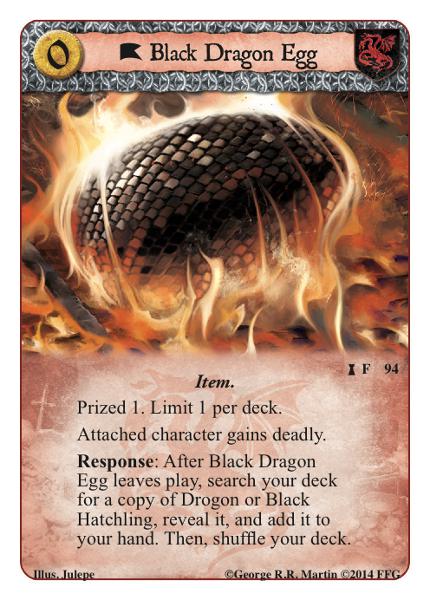 0 Black Dragon Egg
F 94
Item.
Prized 1. Limit 1 per deck.
Attached character gains deadly.
Response: After Black Dragon
Egg leaves play, search your deck
for a copy of Drogon or Black
Hatchling, reveal it, and add it to
your hand. Then, shuffle your deck.
Illus. Julepe ©George R.R. Martin ©2014 FFG